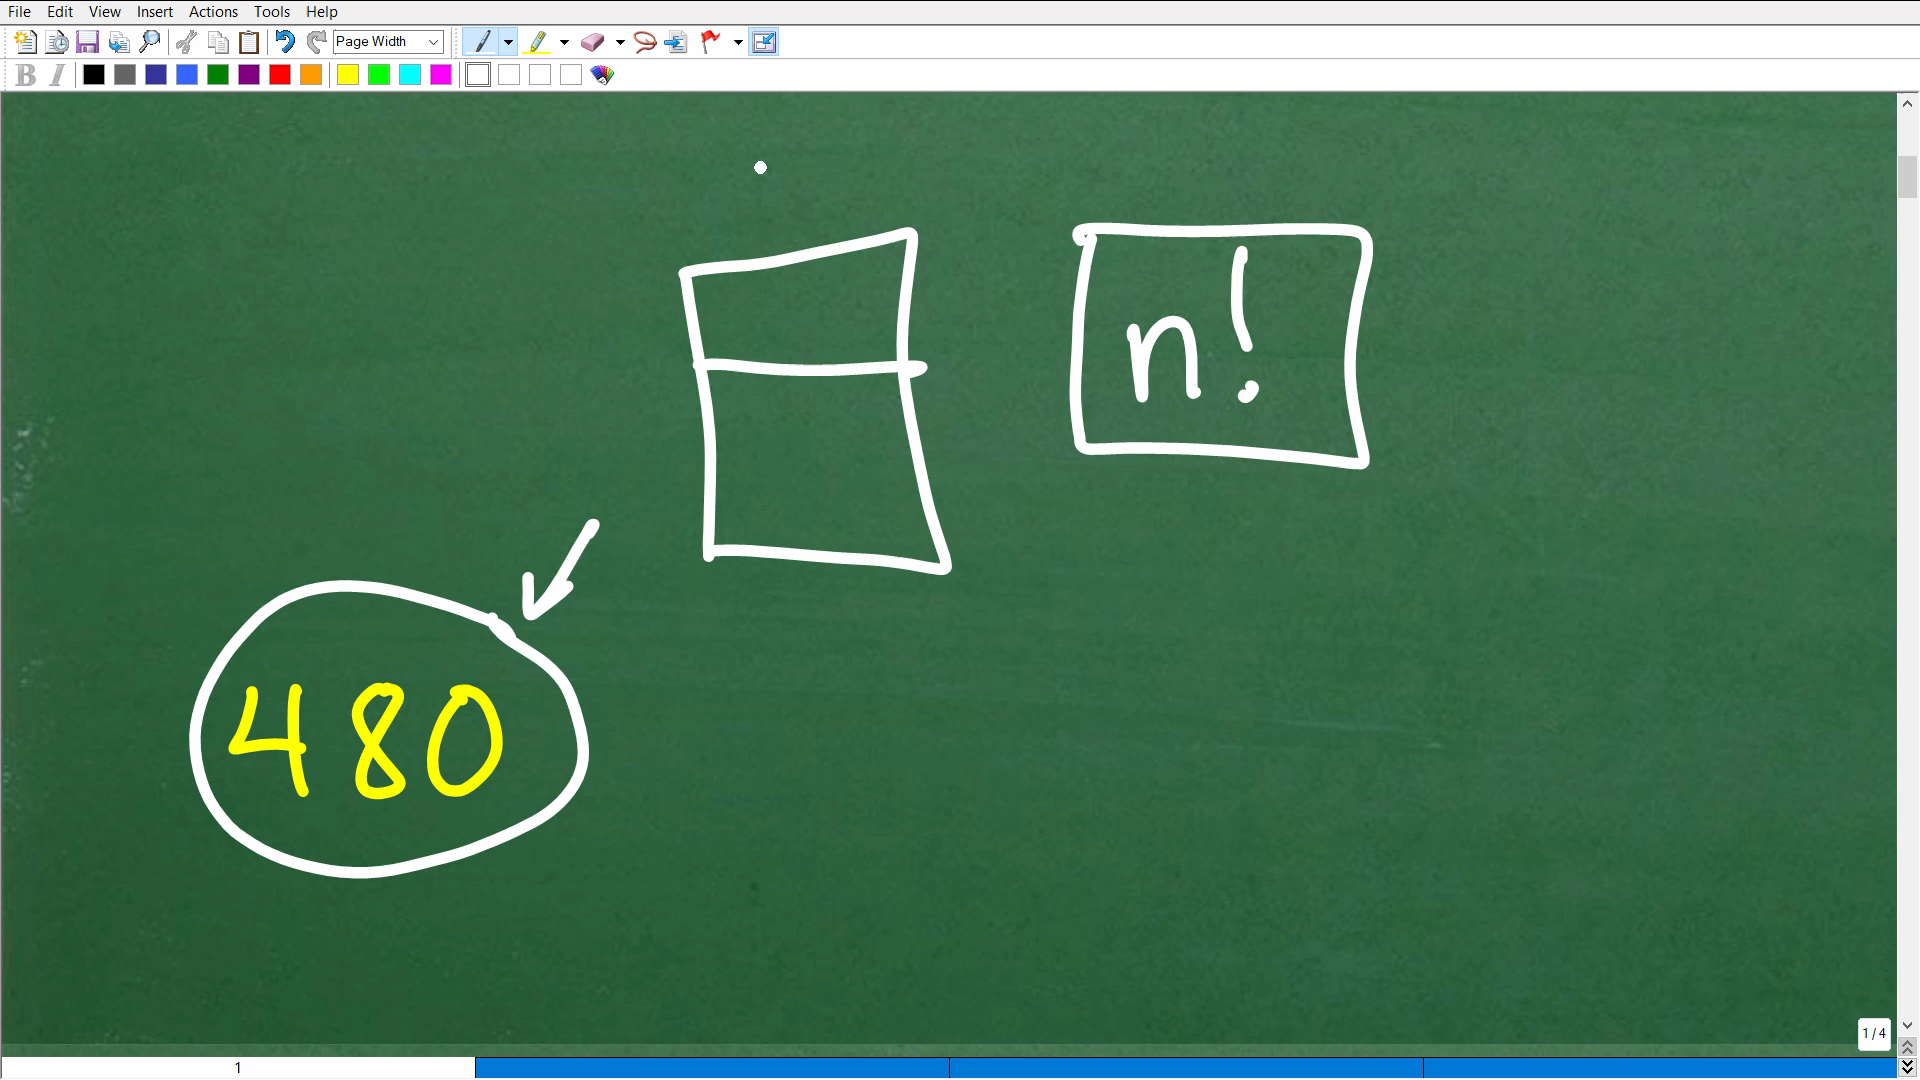 File Edit View Insert Actions Tools Help
Page Width
B I
n!
480
1 / 4
1